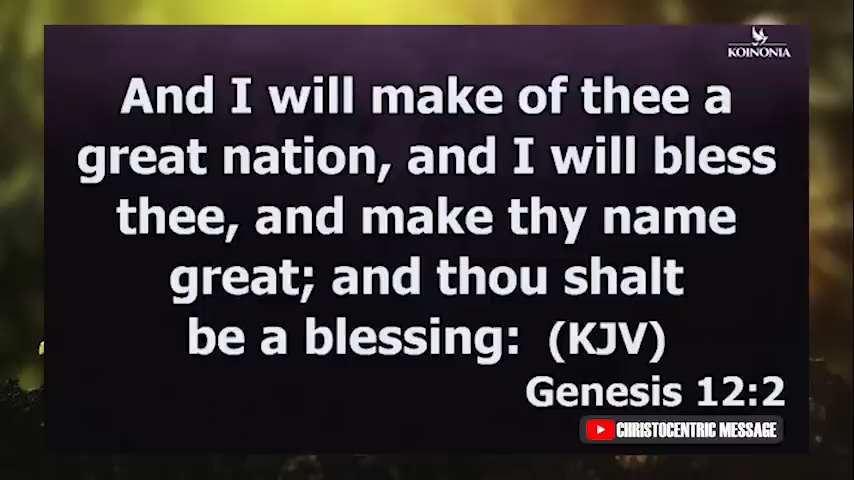 KOINONIA
And I will make of thee a
great nation, and I will bless
thee, and make thy name
great; and thou shalt
be a blessing: (KJV)
Genesis 12:2
CHRISTOCENTRIC MESSAGE